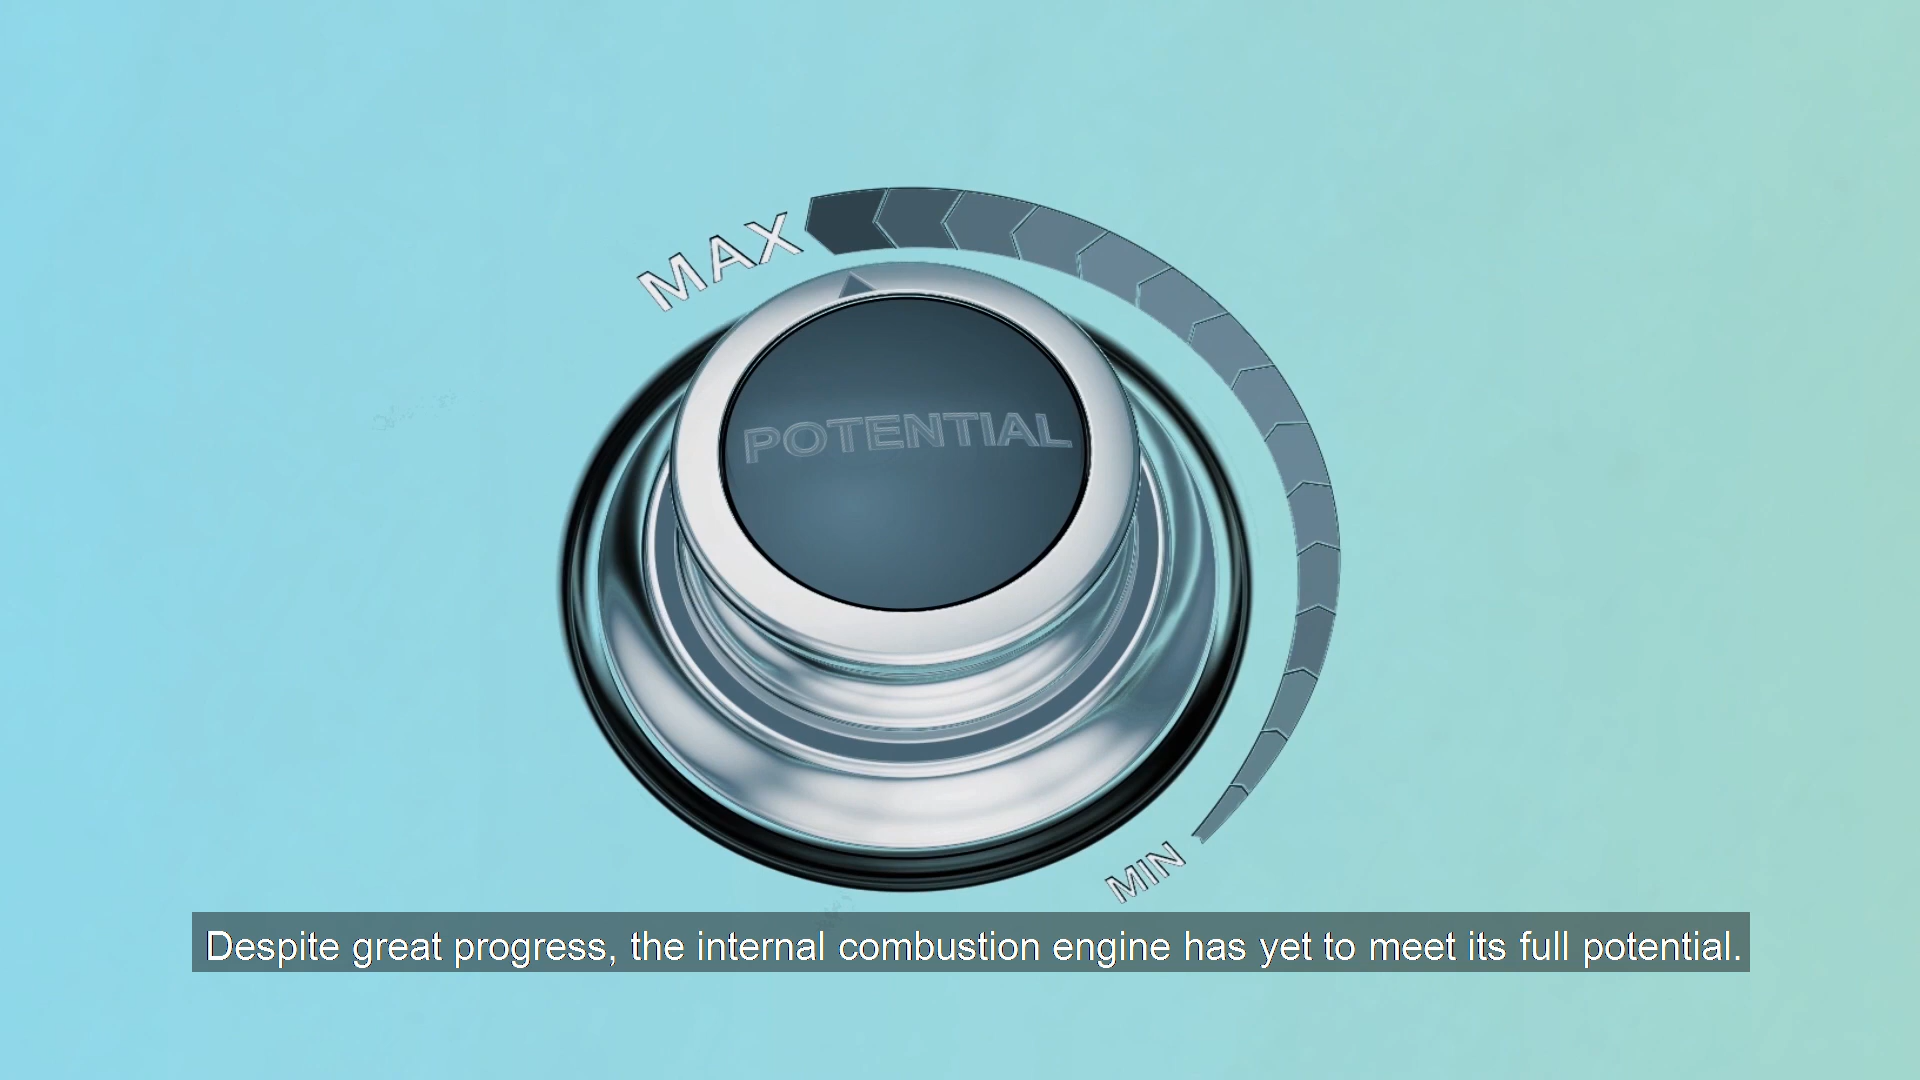 MAX
POTENTIAL
MIN
Despite great progress, the internal combustion engine has yet to meet its full potential.